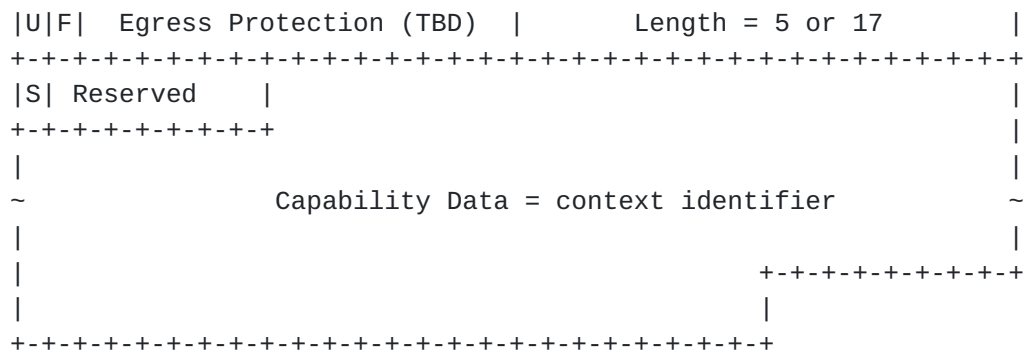 |U|F|  Egress Protection (TBD)  |       Length = 5 or 17        |
+-+-+-+-+-+-+-+-+-+-+-+-+-+-+-+-+-+-+-+-+-+-+-+-+-+-+-+-+-+-+-+-+
|S| Reserved    |                                               |
+-+-+-+-+-+-+-+-+                                               |
|                                                               |
~                Capability Data = context identifier           ~
|                                                               |
|                                               +-+-+-+-+-+-+-+-+
|                                               |
+-+-+-+-+-+-+-+-+-+-+-+-+-+-+-+-+-+-+-+-+-+-+-+-+